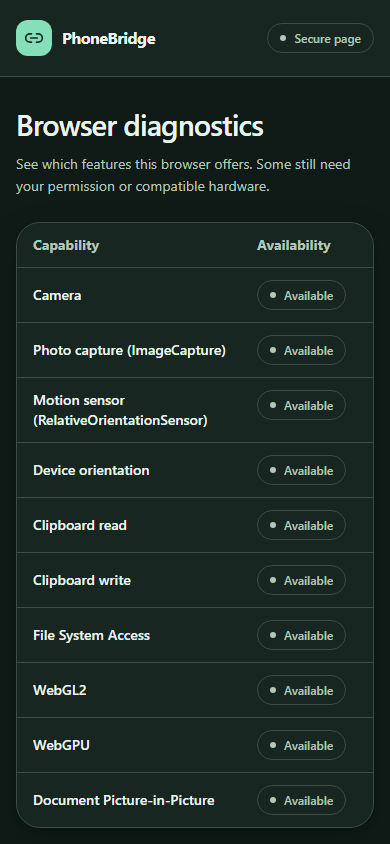 PhoneBridge
Secure page
Browser diagnostics
See which features this browser offers. Some still need
your permission or compatible hardware.
Capability Availability
Camera Available
Photo capture (ImageCapture) Available
Motion sensor
(RelativeOrientationSensor) Available
Device orientation Available
Clipboard read Available
Clipboard write Available
File System Access Available
WebGL2 Available
WebGPU Available
Document Picture-in-Picture Available